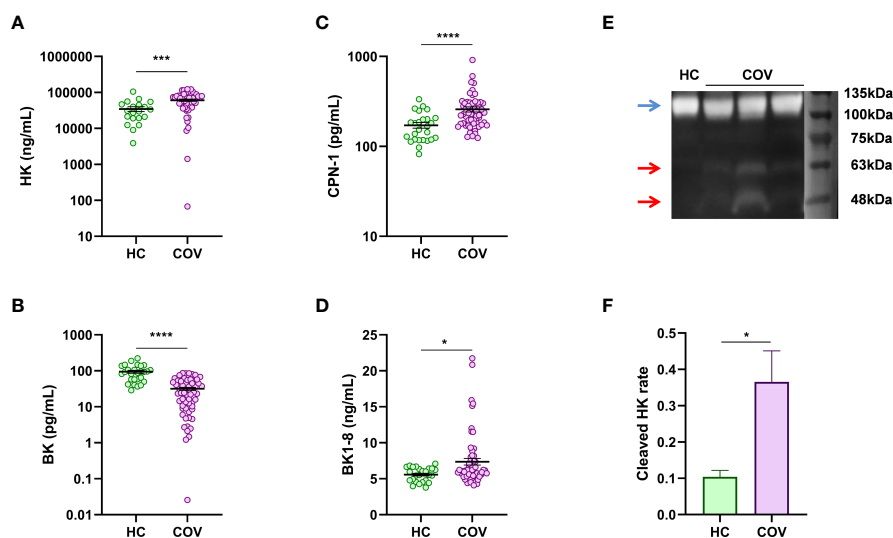 A
HK (ng/mL)
1000000
100000
10000
1000
100
10
***
HC
COV
C
CPN-1 (pg/mL)
1000
100
10
****
HC
COV
E
HC
COV
135kDa
100kDa
75kDa
63kDa
48kDa
B
BK (pg/mL)
1000
100
10
1
0.1
0.01
****
HC
COV
D
BK1-8 (ng/mL)
25
20
15
10
5
0
*
HC
COV
F
Cleaved HK rate
0.5
0.4
0.3
0.2
0.1
0.0
*
HC
COV